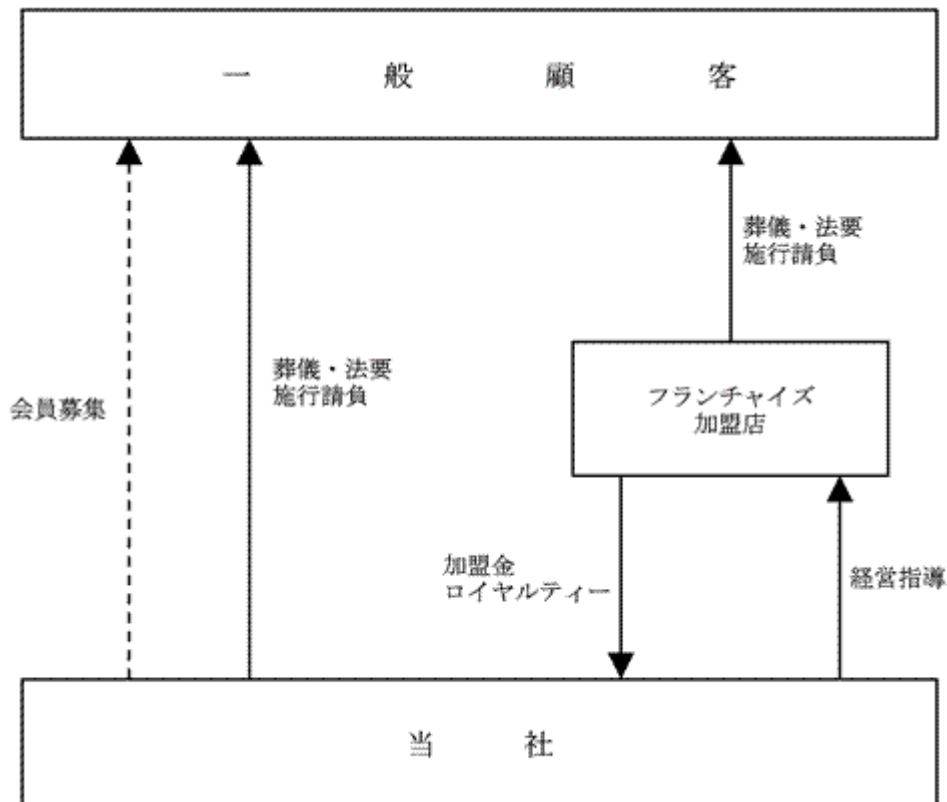 一般顧客
葬儀・法要
施行請負
葬儀・法要
施行請負
会員募集
フランチャイズ
加盟店
加盟金
ロイヤルティー
経営指導
当社